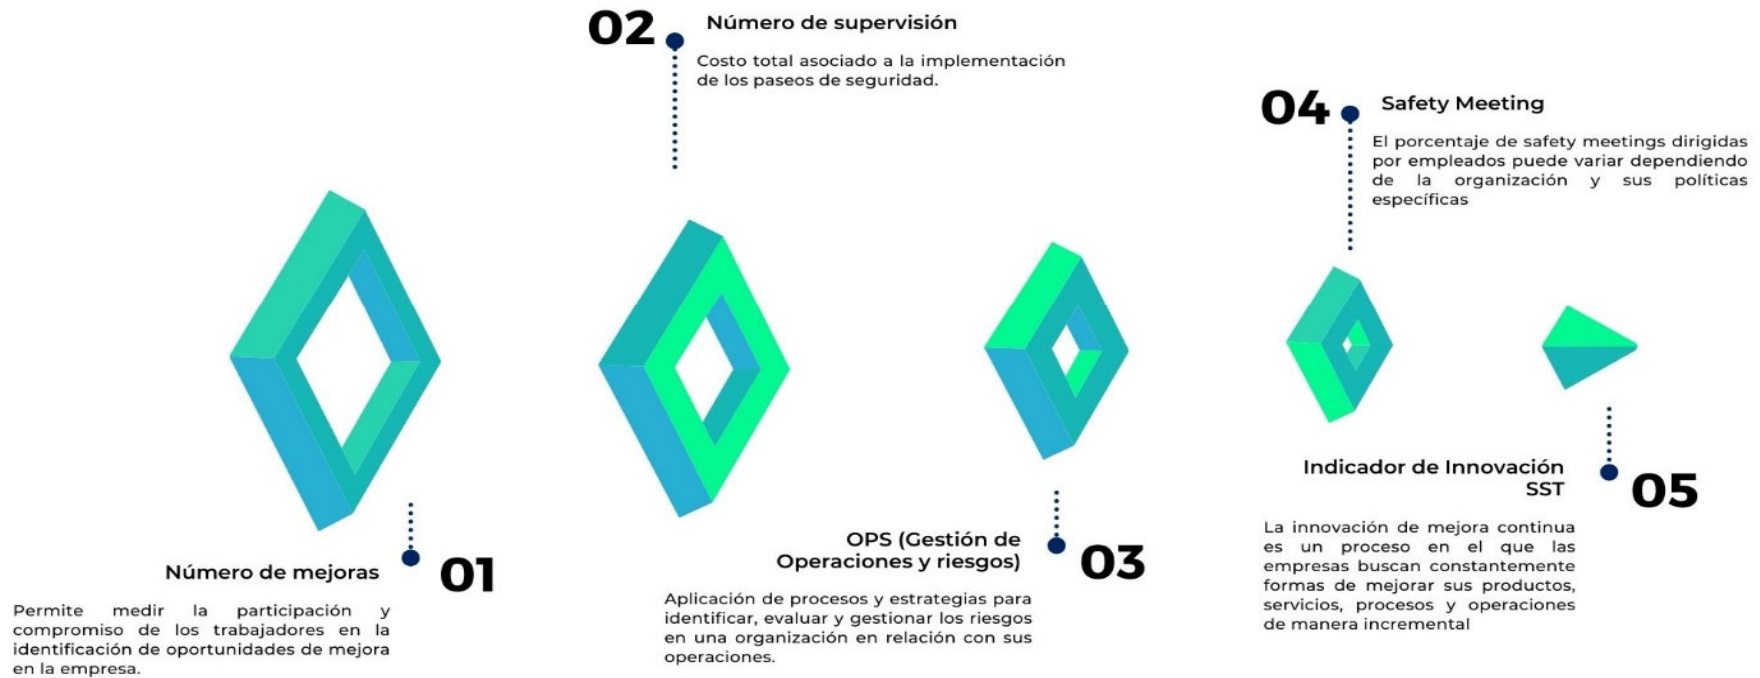 01
Número de mejoras
Permite medir la participación y
compromiso de los trabajadores en la
identificación de oportunidades de mejora
en la empresa.
02
Número de supervisión
Costo total asociado a la implementación
de los paseos de seguridad.
OPS (Gestión de
Operaciones y riesgos)
03
Aplicación de procesos y estrategias para
identificar, evaluar y gestionar los riesgos
en una organización en relación con sus
operaciones.
04
Safety Meeting
El porcentaje de safety meetings dirigidas
por empleados puede variar dependiendo
de la organización y sus políticas
específicas
Indicador de Innovación
SST
05
La innovación de mejora continua
es un proceso en el que las
empresas buscan constantemente
formas de mejorar sus productos,
servicios, procesos y operaciones
de manera incremental